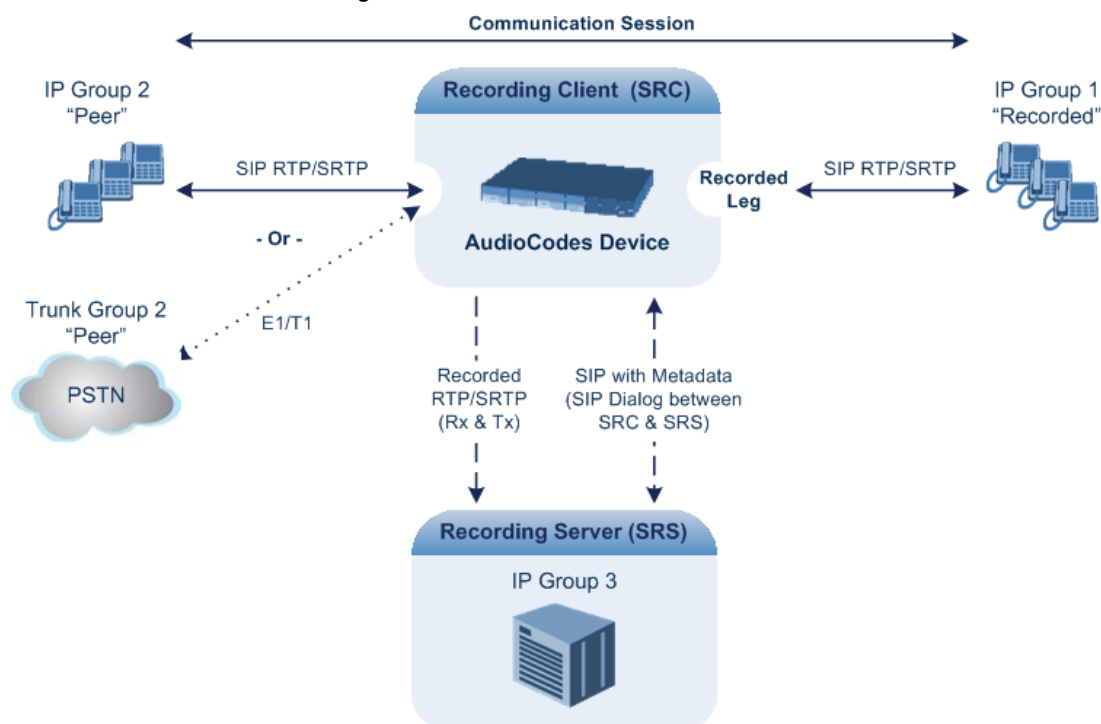 Communication Session
IP Group 2
“Peer”
Recording Client (SRC)
IP Group 1
“Recorded”
SIP RTP/SRTP
Recorded
Leg
SIP RTP/SRTP
- Or -
AudioCodes Device
Trunk Group 2
“Peer”
E1/T1
PSTN
Recorded
RTP/SRTP
(Rx & Tx)
SIP with Metadata
(SIP Dialog between
SRC & SRS)
Recording Server (SRS)
IP Group 3